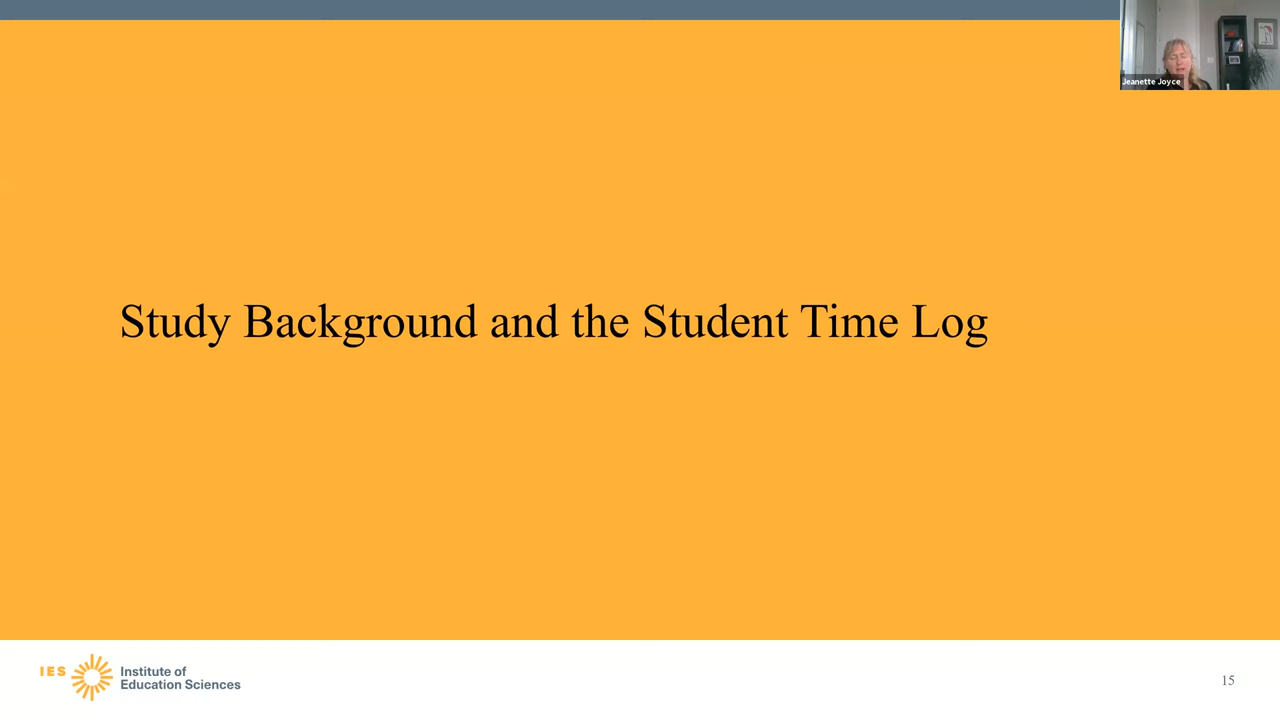 Jeanette Joyce
Study Background and the Student Time Log
IES
Institute of
Education Sciences
15